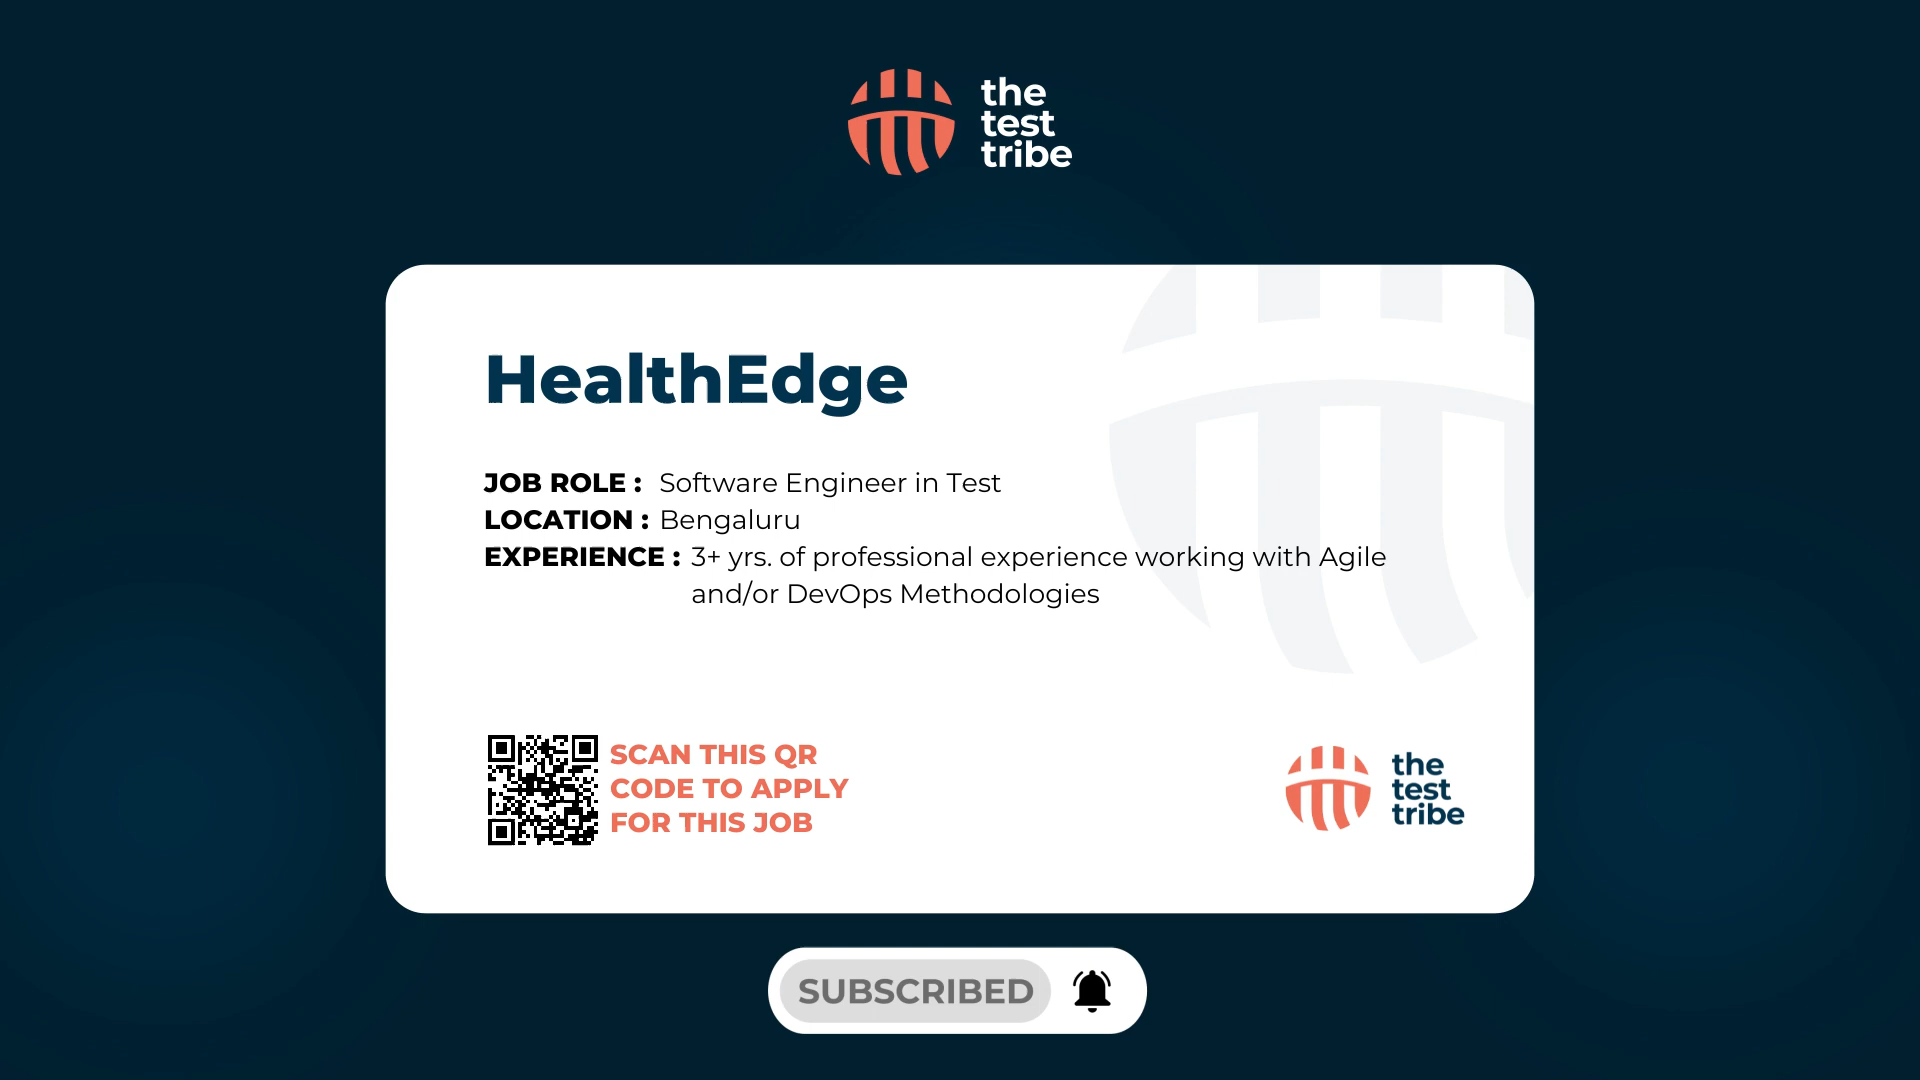 the
test
tribe
HealthEdge
JOB ROLE : Software Engineer in Test
LOCATION : Bengaluru
EXPERIENCE : 3+ yrs. of professional experience working with Agile
and/or DevOps Methodologies
SCAN THIS QR
CODE TO APPLY
FOR THIS JOB
the
test
tribe
SUBSCRIBED